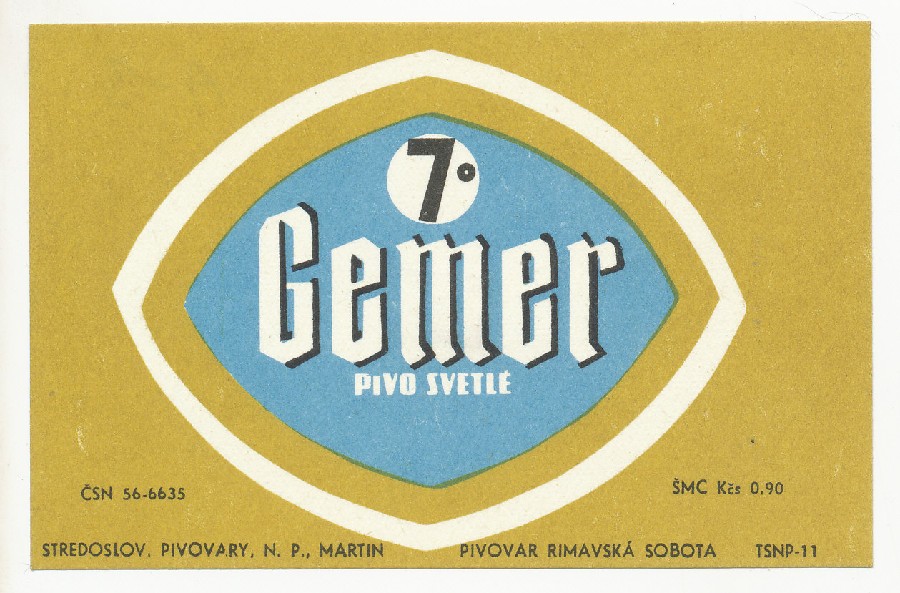 7°
Gemer
PIVO SVETLÉ
ČSN 56-6635
ŠMC Kčs 0,90
STREDOSLOV. PIVOVARY, N. P., MARTIN PIVOVAR RIMAVSKÁ SOBOTA TSNP-11